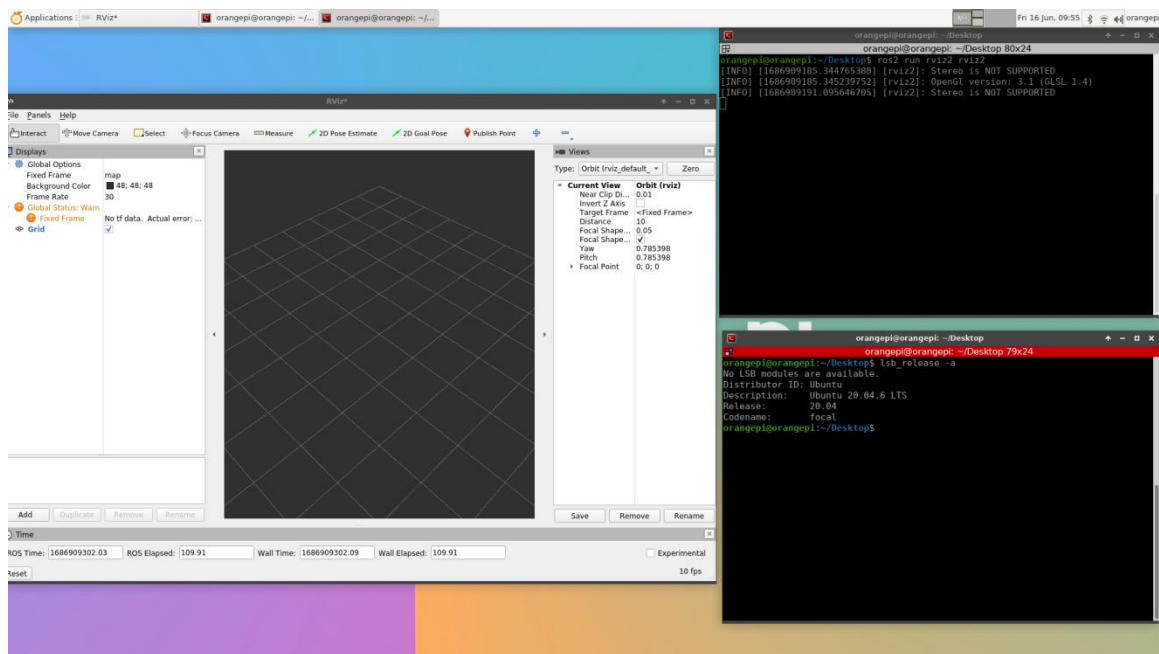 Applications RViz* orangepi@orangepi: ~/... orangepi@orangepi: ~/... Fri 16 Jun, 09:55 orangepi
RViz*
File Panels Help
Interact Move Camera Select Focus Camera Measure 2D Pose Estimate 2D Goal Pose Publish Point
Displays
Global Options
Fixed Frame map
Background Color 48; 48; 48
Frame Rate 30
Global Status: Warn
Fixed Frame No tf data. Actual error: ...
Grid
Add Duplicate Remove Rename
Views
Type: Orbit (rviz_default_ Zero
Current View Orbit (rviz)
Near Clip Di... 0.01
Invert Z Axis
Target Frame <Fixed Frame>
Distance 10
Focal Shape... 0.05
Focal Shape...
Yaw 0.785398
Pitch 0.785398
Focal Point 0; 0; 0
Save Remove Rename
Time
ROS Time: 1686909302.03 ROS Elapsed: 109.91 Wall Time: 1686909302.09 Wall Elapsed: 109.91 Experimental
Reset 10 fps
orangepi@orangepi: ~/Desktop
orangepi@orangepi: ~/Desktop 80x24
orangepi@orangepi:~/Desktop$ ros2 run rviz2 rviz2
[INFO] [1686909185.344765380] [rviz2]: Stereo is NOT SUPPORTED
[INFO] [1686909185.345239752] [rviz2]: OpenGl version: 3.1 (GLSL 1.4)
[INFO] [1686909191.095646705] [rviz2]: Stereo is NOT SUPPORTED
orangepi@orangepi: ~/Desktop
orangepi@orangepi: ~/Desktop 79x24
orangepi@orangepi:~/Desktop$ lsb_release -a
No LSB modules are available.
Distributor ID: Ubuntu
Description: Ubuntu 20.04.6 LTS
Release: 20.04
Codename: focal
orangepi@orangepi:~/Desktop$